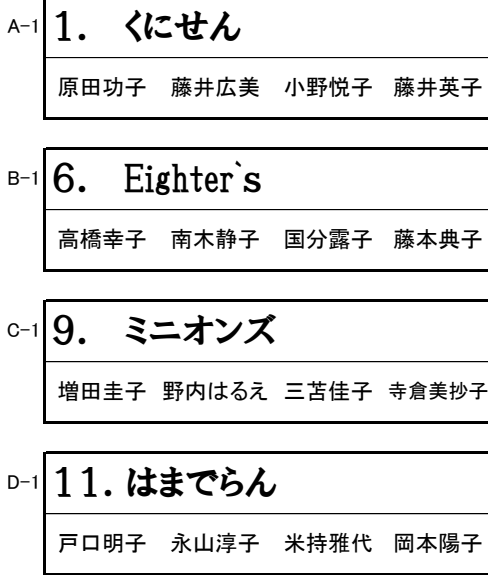 A-1 1. くにせん
原田功子 藤井広美 小野悦子 藤井英子
B-1 6. Eighter`s
高橋幸子 南木静子 国分露子 藤本典子
C-1 9. ミニオンズ
増田圭子 野内はるえ 三苫佳子 寺倉美抄子
D-1 11. はまでらん
戸口明子 永山淳子 米持雅代 岡本陽子